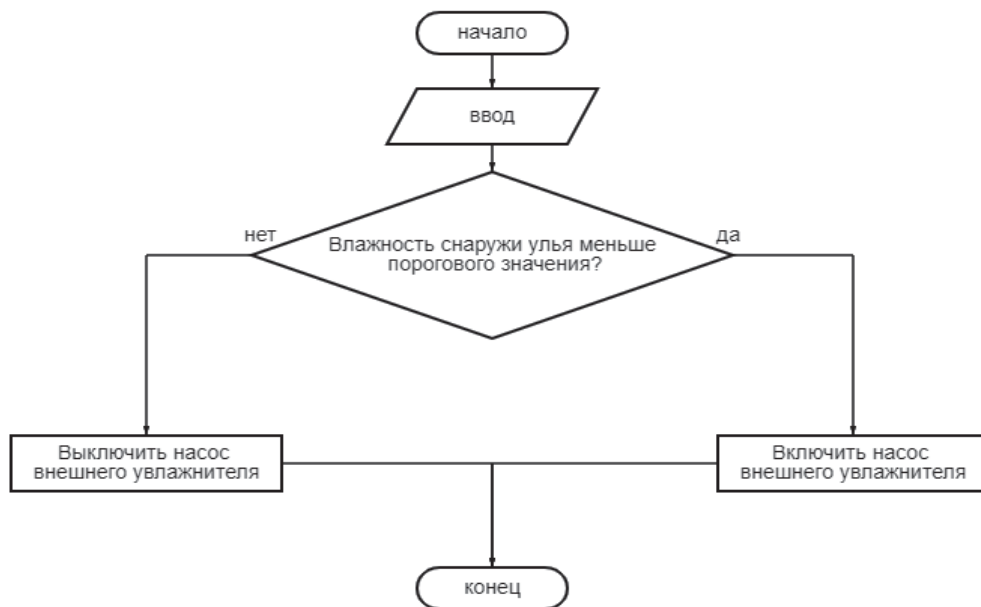 начало
ввод
нет
да
Влажность снаружи улья меньше
порогового значения?
Выключить насос
внешнего увлажнителя
Включить насос
внешнего увлажнителя
конец